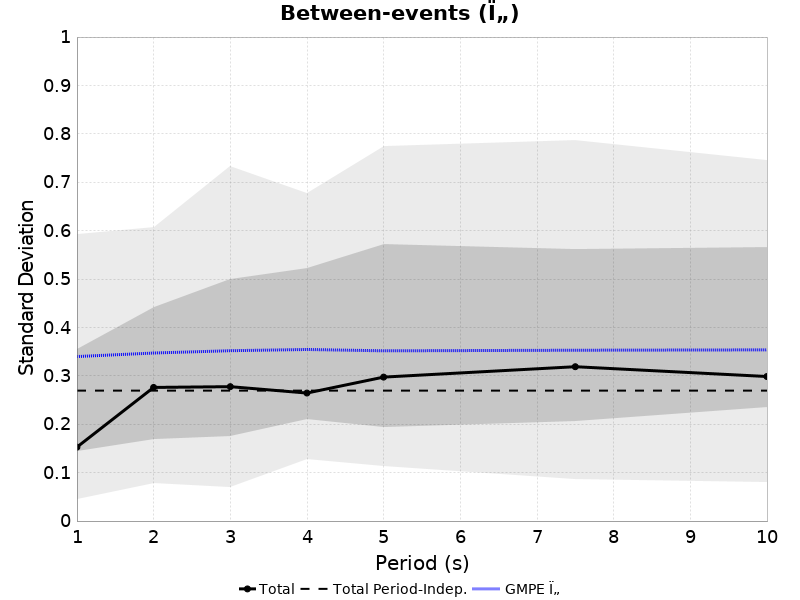 Between-events (Ï„)
1
0.9
0.8
0.7
0.6
0.5
0.4
0.3
0.2
0.1
0
Standard Deviation
1 2 3 4 5 6 7 8 9 10
Period (s)
Total Total Period-Indep. GMPE Ï„